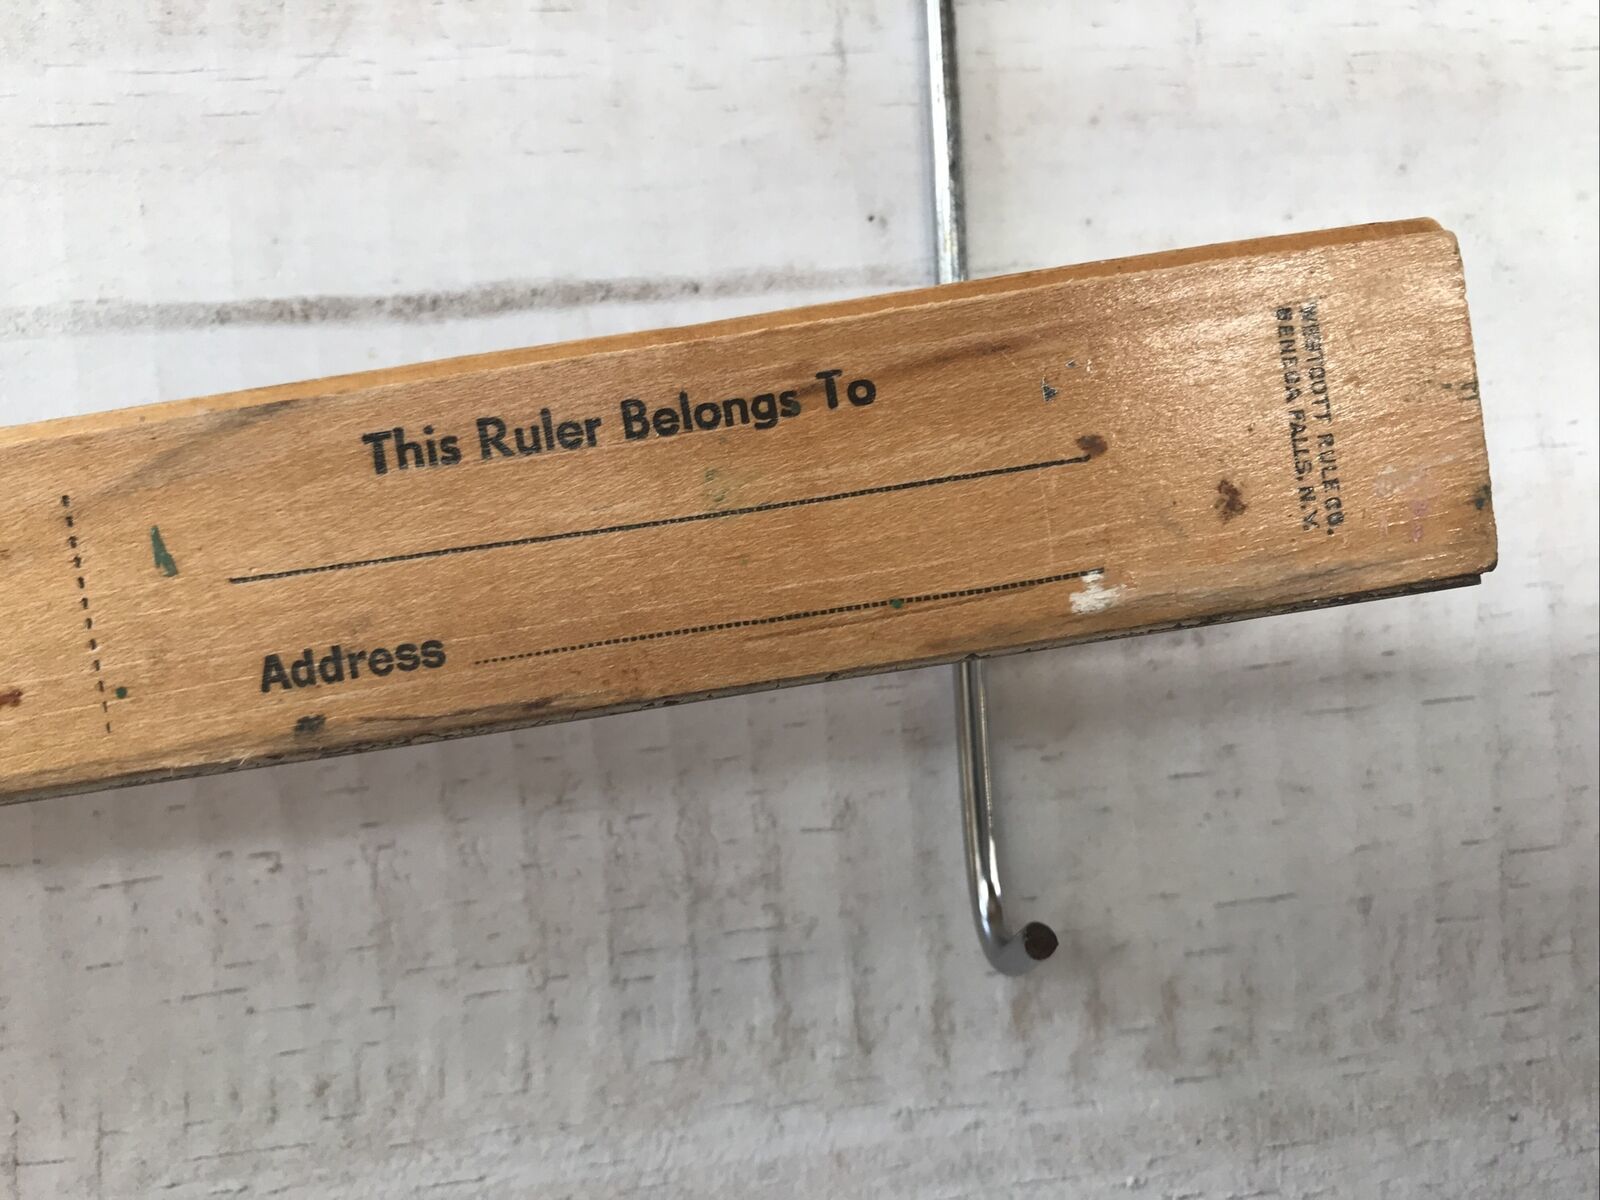 This Ruler Belongs To
Address
WESTCOTT RULE CO.
SENECA FALLS, N.Y.